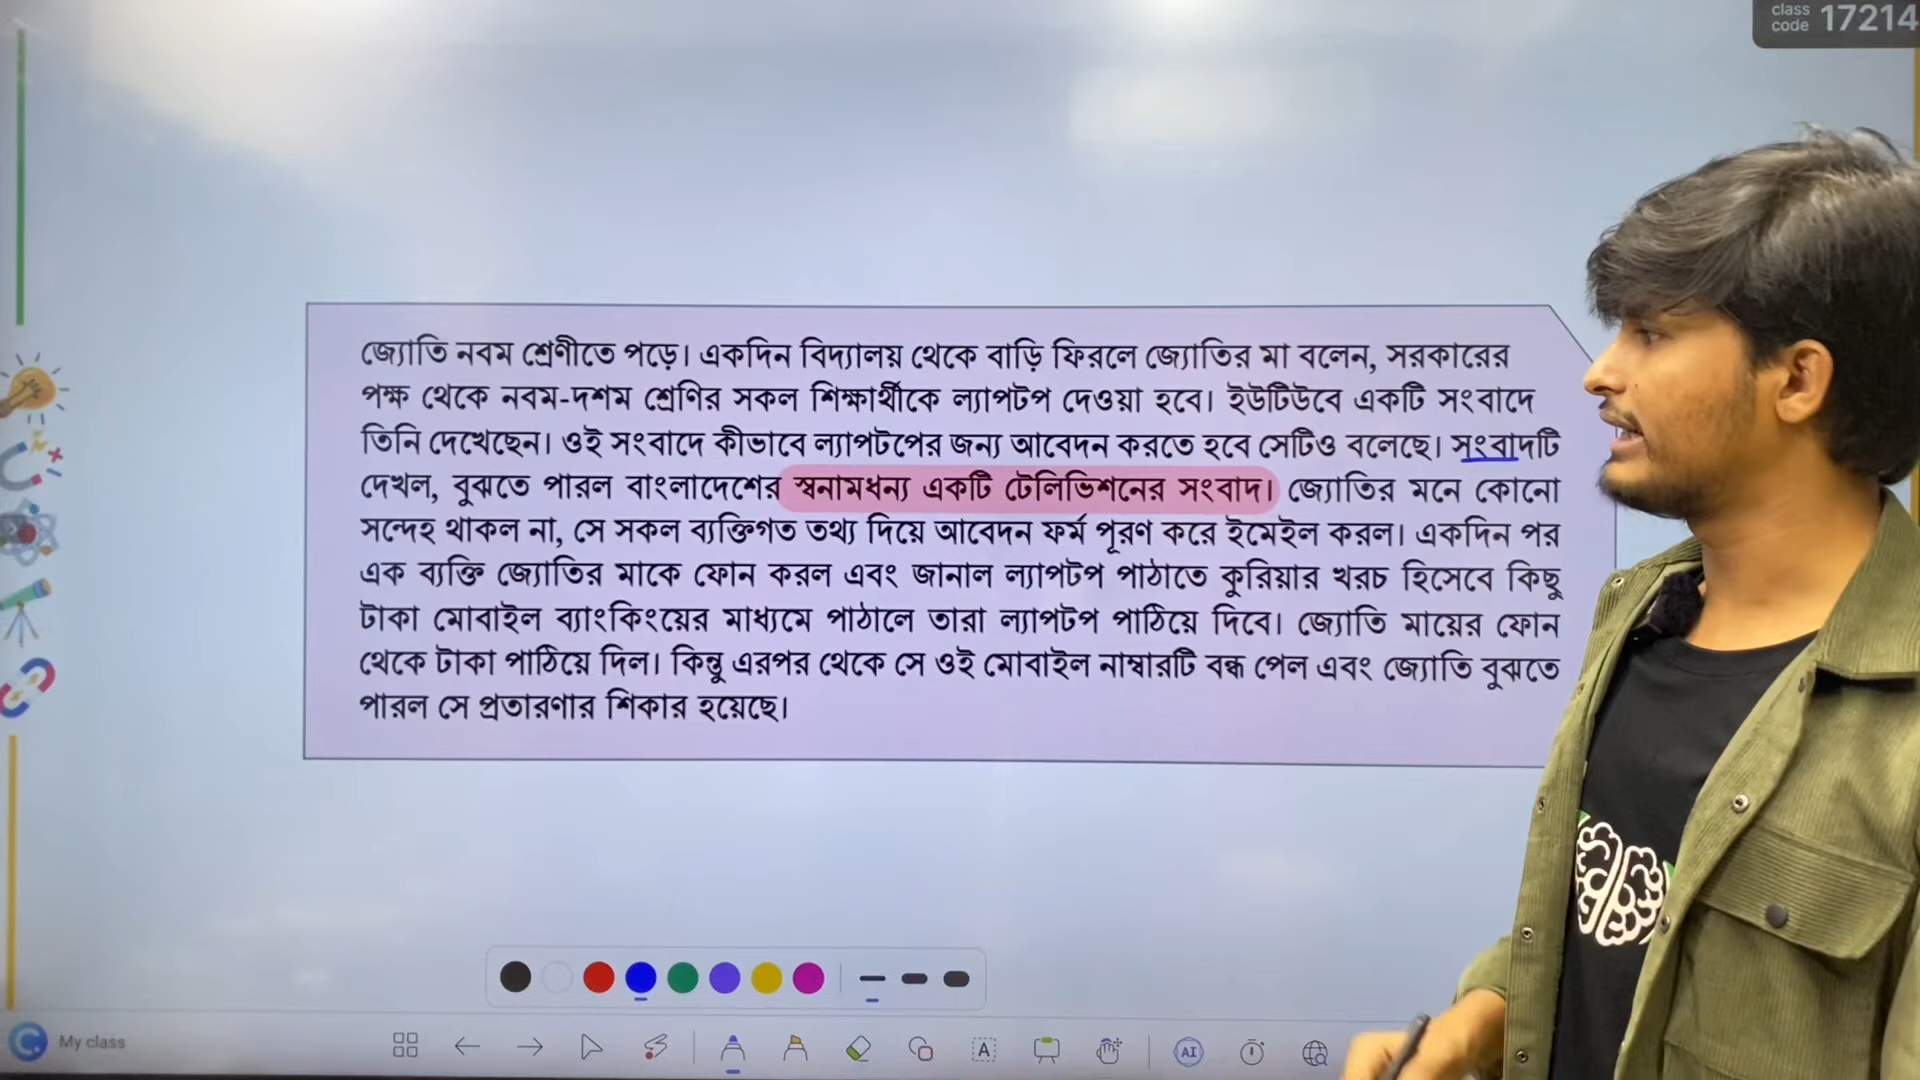 class
code 17214
জ্যোতি নবম শ্রেণীতে পড়ে। একদিন বিদ্যালয় থেকে বাড়ি ফিরলে জ্যোতির মা বলেন, সরকারের
পক্ষ থেকে নবম-দশম শ্রেণির সকল শিক্ষার্থীকে ল্যাপটপ দেওয়া হবে। ইউটিউবে একটি সংবাদে
তিনি দেখেছেন। ওই সংবাদে কীভাবে ল্যাপটপের জন্য আবেদন করতে হবে সেটিও বলেছে। সংবাদটি
দেখল, বুঝতে পারল বাংলাদেশের স্বনামধন্য একটি টেলিভিশনের সংবাদ। জ্যোতির মনে কোনো
সন্দেহ থাকল না, সে সকল ব্যক্তিগত তথ্য দিয়ে আবেদন ফর্ম পূরণ করে ইমেইল করল। একদিন পর
এক ব্যক্তি জ্যোতির মাকে ফোন করল এবং জানাল ল্যাপটপ পাঠাতে কুরিয়ার খরচ হিসেবে কিছু
টাকা মোবাইল ব্যাংকিংয়ের মাধ্যমে পাঠালে তারা ল্যাপটপ পাঠিয়ে দিবে। জ্যোতি মায়ের ফোন
থেকে টাকা পাঠিয়ে দিল। কিন্তু এরপর থেকে সে ওই মোবাইল নাম্বারটি বন্ধ পেল এবং জ্যোতি বুঝতে
পারল সে প্রতারণার শিকার হয়েছে।
My class
A
AI